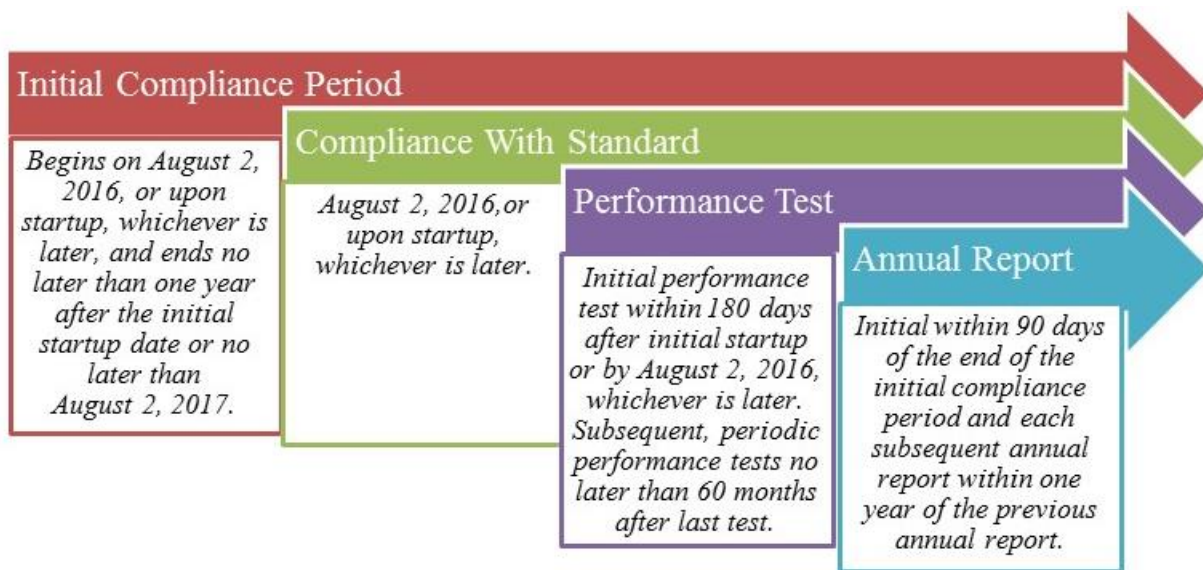 Initial Compliance Period
Begins on August 2,
2016, or upon
startup, whichever is
later, and ends no
later than one year
after the initial
startup date or no
later than
August 2, 2017.
Compliance With Standard
August 2, 2016,or
upon startup,
whichever is later.
Performance Test
Initial performance
test within 180 days
after initial startup
or by August 2, 2016,
whichever is later.
Subsequent, periodic
performance tests no
later than 60 months
after last test.
Annual Report
Initial within 90 days
of the end of the
initial compliance
period and each
subsequent annual
report within one
year of the previous
annual report.